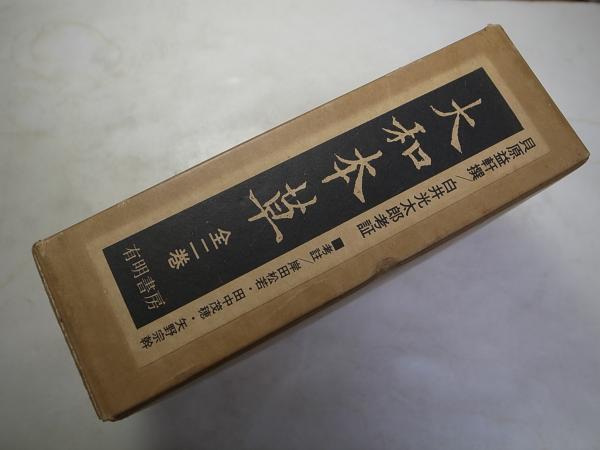 貝原益軒撰/白井光太郎考証
■考註/岸田松若・田中茂穂・矢野宗幹
大和本草
全二巻
有明書房